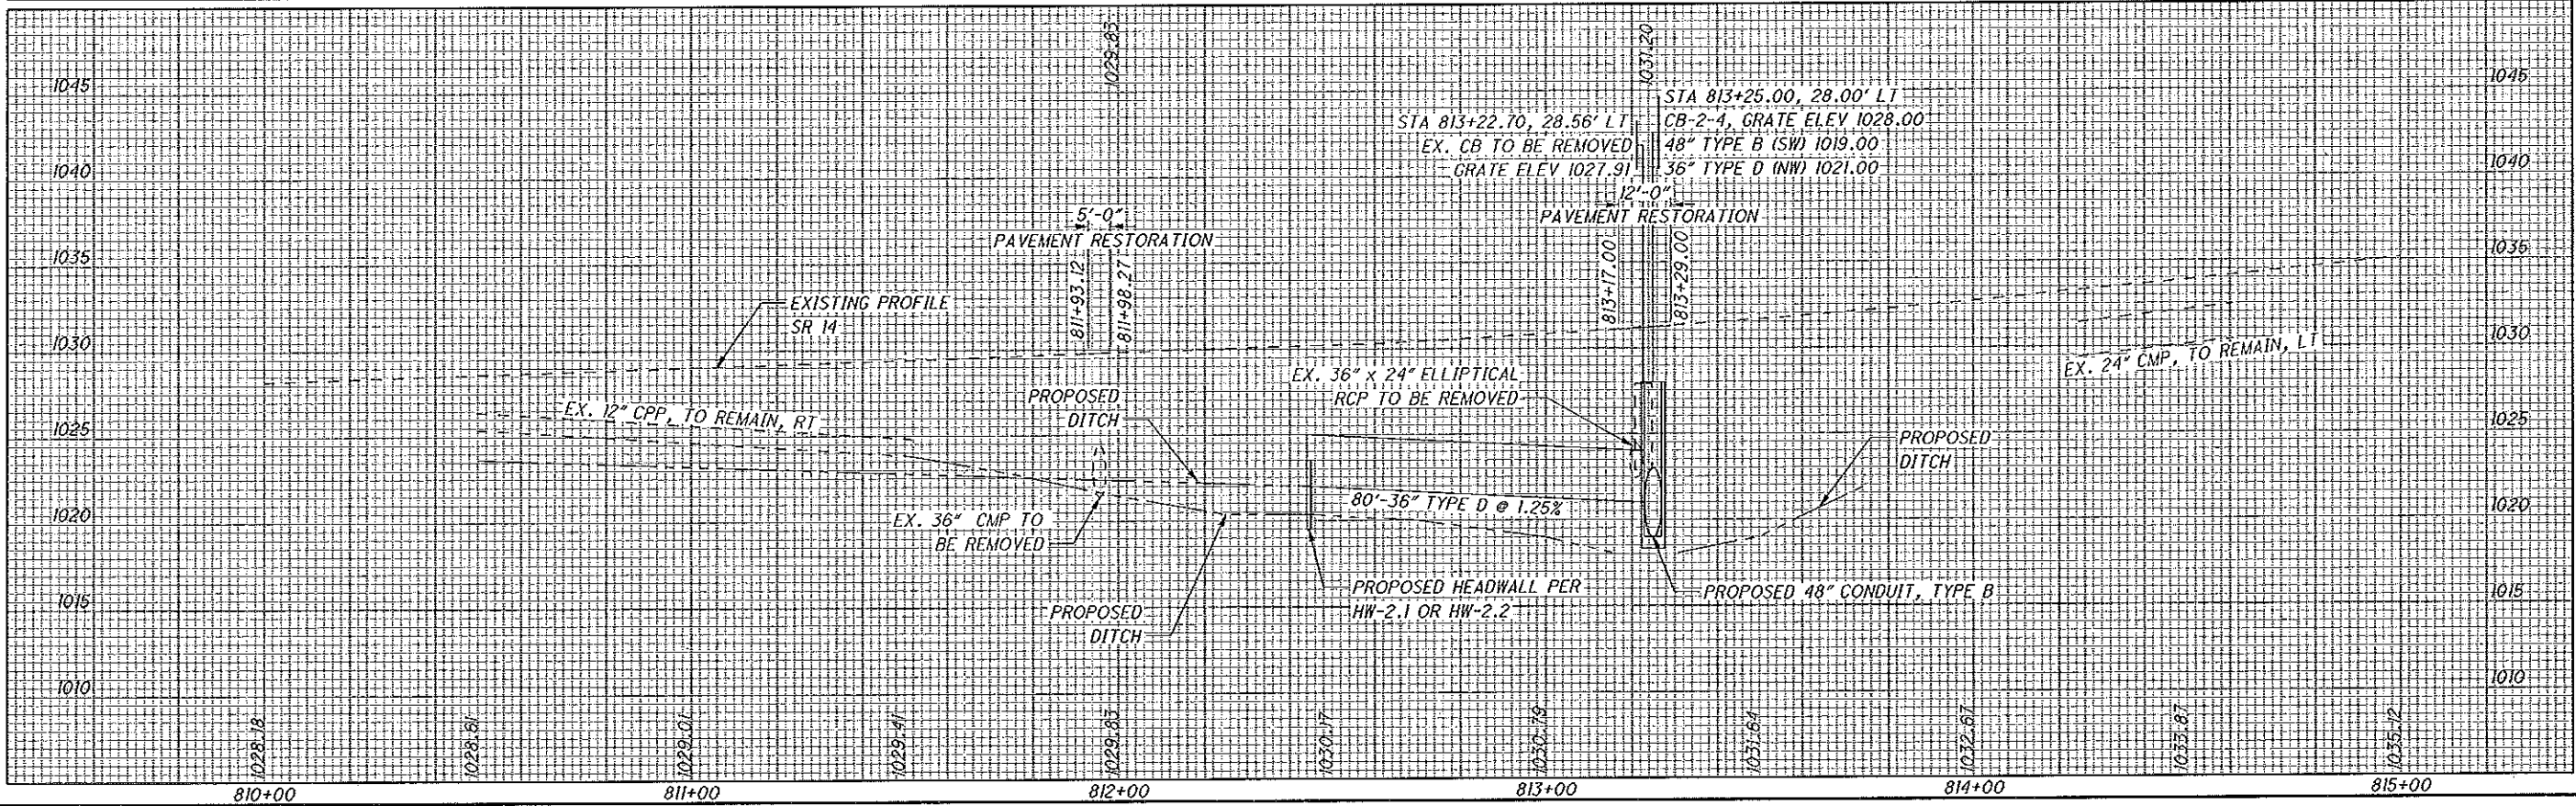 1029.83
1031.20
1045
1045
STA 813+25.00, 28.00' LT
CB-2-4, GRATE ELEV 1028.00
48" TYPE B (SW) 1019.00
36" TYPE D (NW) 1021.00
STA 813+22.70, 28.56' LT
EX. CB TO BE REMOVED
GRATE ELEV 1027.91
1040
1040
12'-0"
PAVEMENT RESTORATION
5'-0"
PAVEMENT RESTORATION
1035
1035
811+93.12
811+98.27
813+17.00
813+29.00
EXISTING PROFILE
SR 14
1030
1030
EX. 24" CMP, TO REMAIN, LT
EX. 36" x 24" ELLIPTICAL
RCP TO BE REMOVED
PROPOSED
DITCH
EX. 12" CPP, TO REMAIN, RT
1025
1025
PROPOSED
DITCH
80'-36" TYPE D @ 1.25%
1020
1020
EX. 36" CMP TO
BE REMOVED
PROPOSED HEADWALL PER
HW-2.1 OR HW-2.2
PROPOSED 48" CONDUIT, TYPE B
1015
1015
PROPOSED
DITCH
1010
1010
1028.18
1028.61
1029.01
1029.41
1029.83
1030.17
1030.79
1031.64
1032.67
1033.87
1035.12
810+00
811+00
812+00
813+00
814+00
815+00